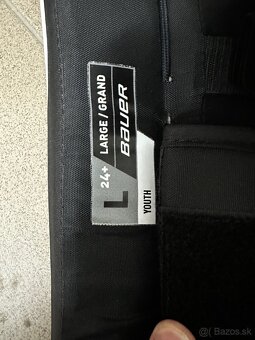 24+ LARGE / GRAND
L BAUER
YOUTH
© Bazos.sk